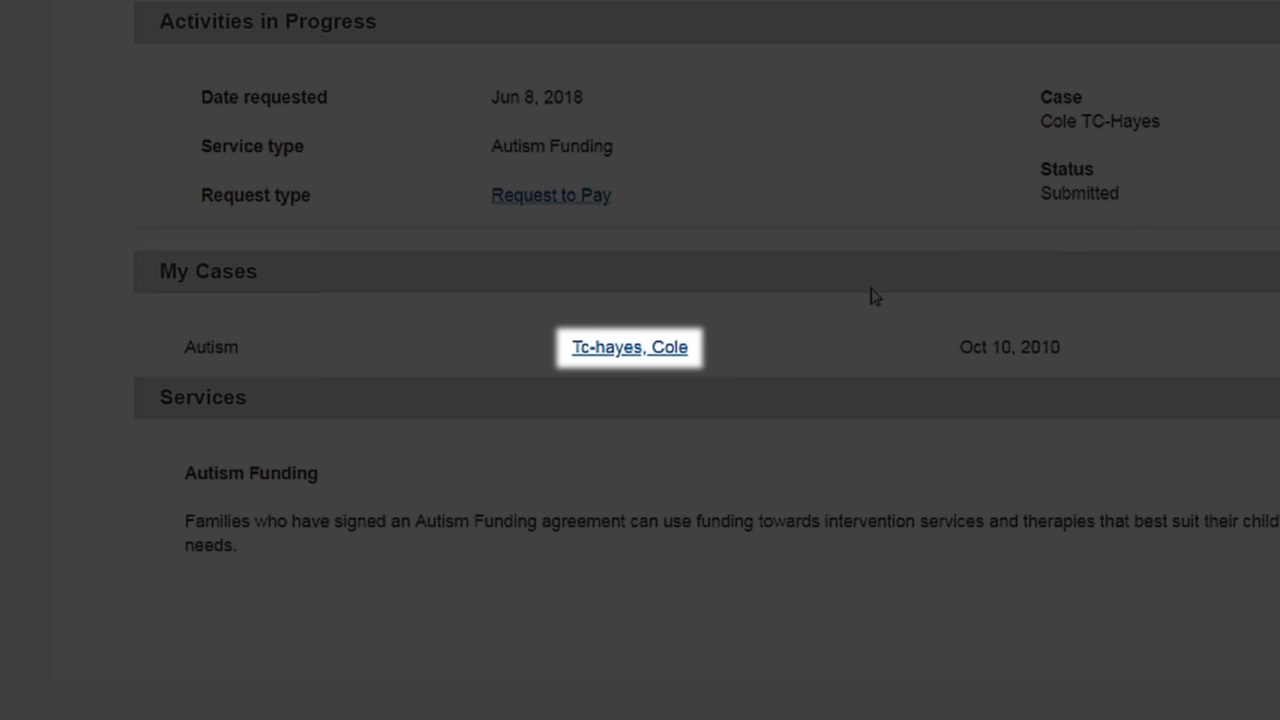 Activities in Progress
Date requested Jun 8, 2018 Case
Cole TC-Hayes
Service type Autism Funding
Status
Request type Request to Pay Submitted
My Cases
Autism Tc-hayes, Cole Oct 10, 2010
Services
Autism Funding
Families who have signed an Autism Funding agreement can use funding towards intervention services and therapies that best suit their child
needs.